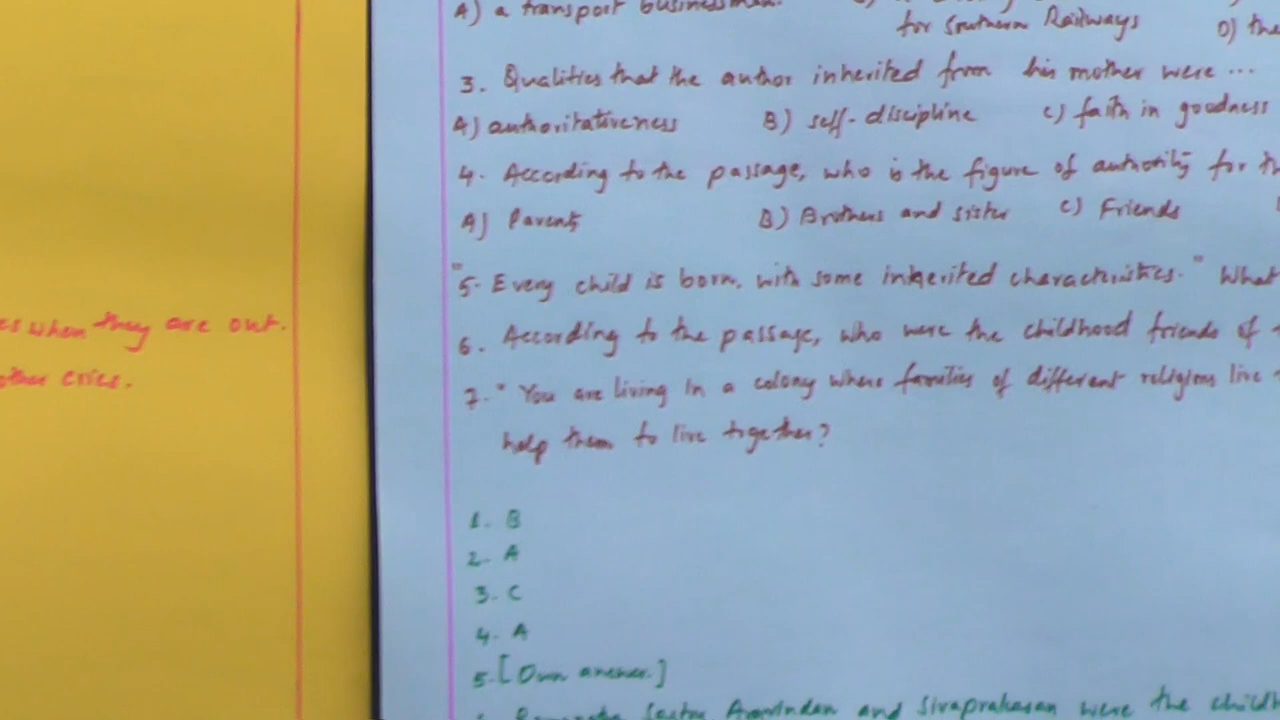 es when they are out.
other cries.
A) a transport businessman.
for Southern Railways D) the
3. Qualities that the author inherited from his mother were ...
A) authoritativeness B) self-discipline C) faith in goodness
4. According to the passage, who is the figure of authority for th
A) Parents B) Brothers and sister C) Friends
"5. Every child is born with some inherited characteristics." What
6. According to the passage, who were the childhood friends of
7. "You are living in a colony where families of different religions live
help them to live together?
1. B
2. A
3. C
4. A
5. [Own answer.]
Sastry Aravindan and Sivaprakasan were the childh